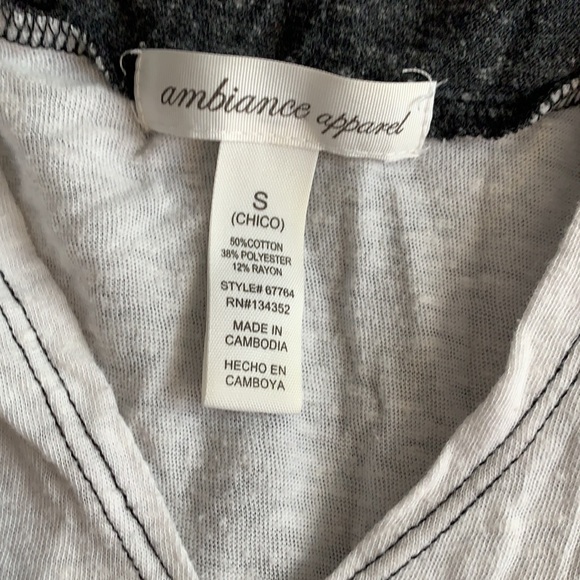 ambiance apparel
S
(CHICO)
50%COTTON
38% POLYESTER
12% RAYON
STYLE# 67764
RN#134352
MADE IN
CAMBODIA
HECHO EN
CAMBOYA